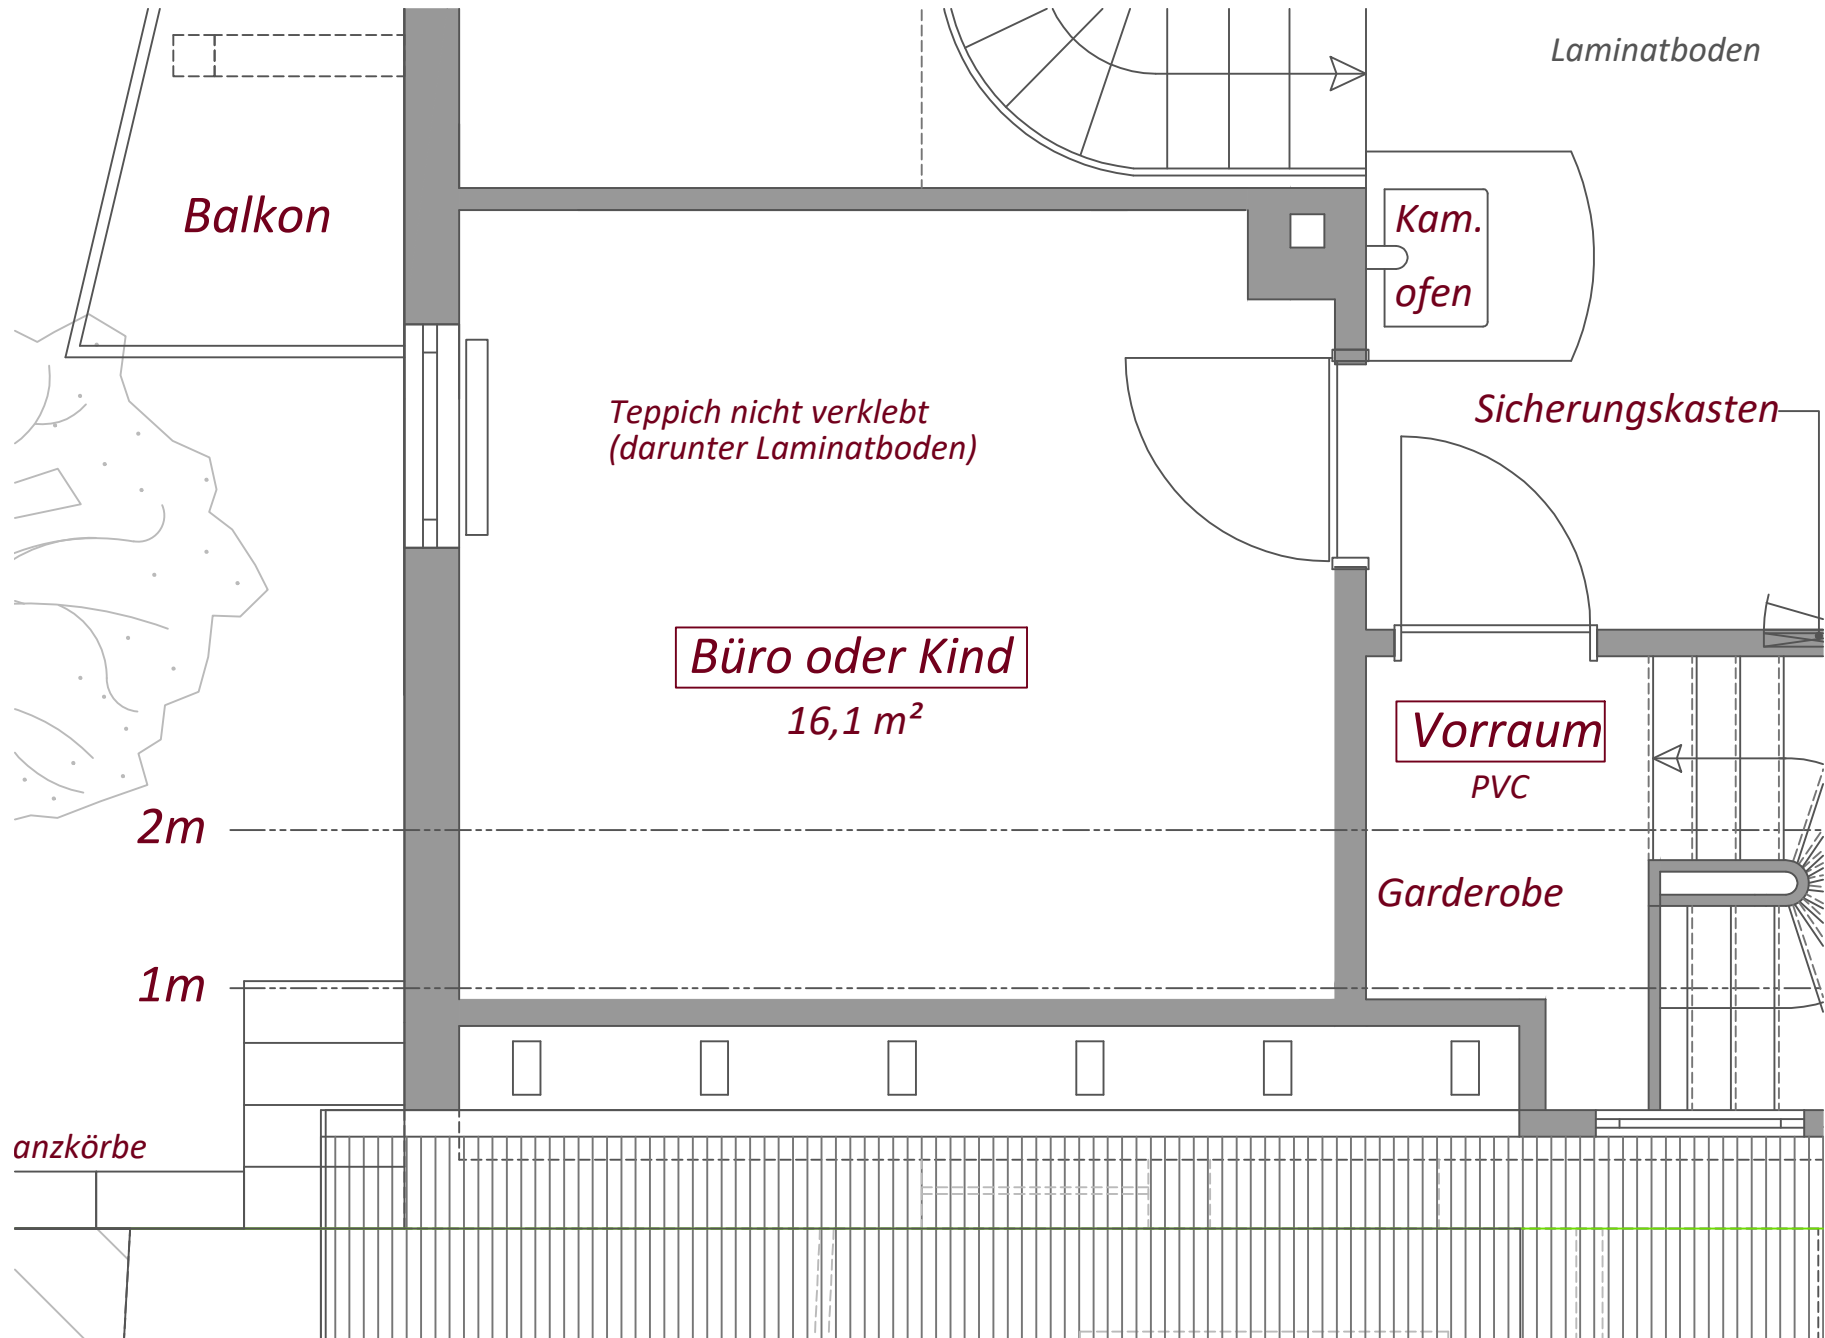 Laminatboden
Balkon
Kam.
ofen
Teppich nicht verklebt
(darunter Laminatboden)
Sicherungskasten
Büro oder Kind
16,1 m²
Vorraum
PVC
2m
Garderobe
1m
anzkörbe